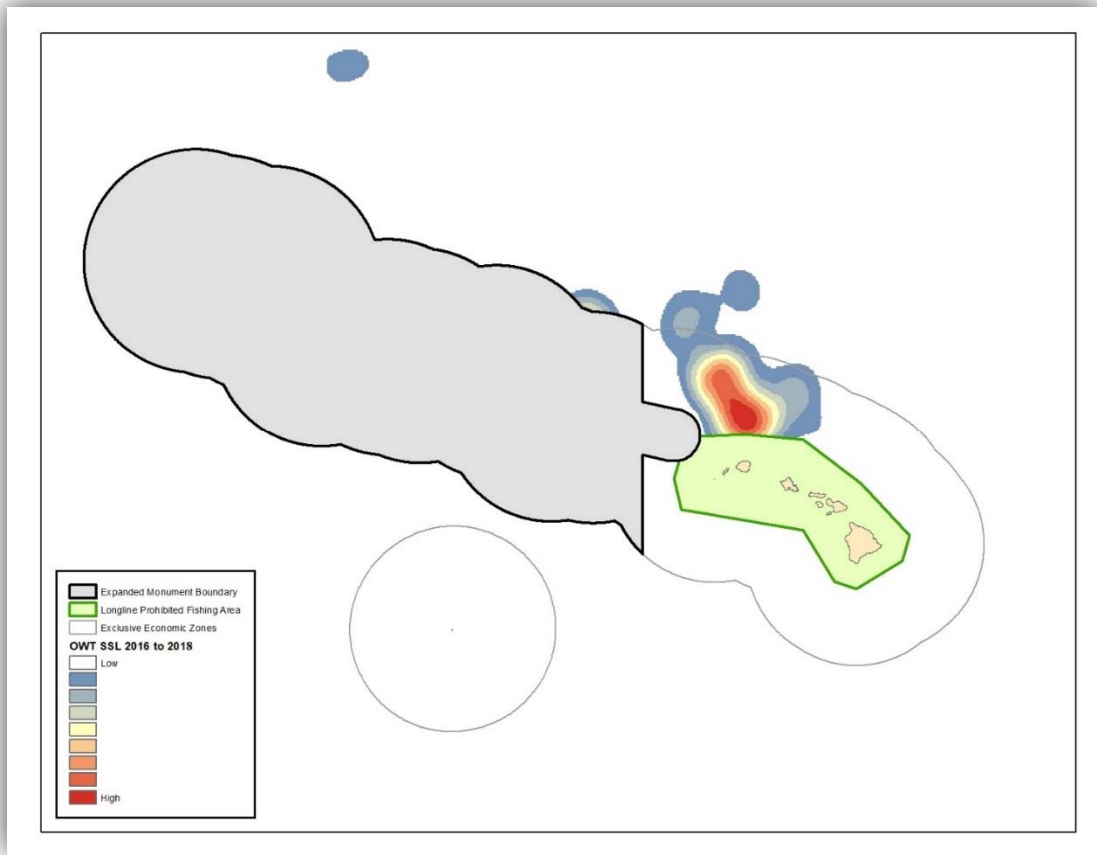 Expanded Monument Boundary
Longline Prohibited Fishing Area
Exclusive Economic Zones
OWT SSL 2016 to 2018
Low
High